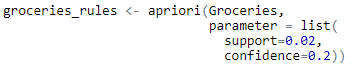 groceries_rules <- apriori(Groceries,
parameter = list(
support=0.02,
confidence=0.2))